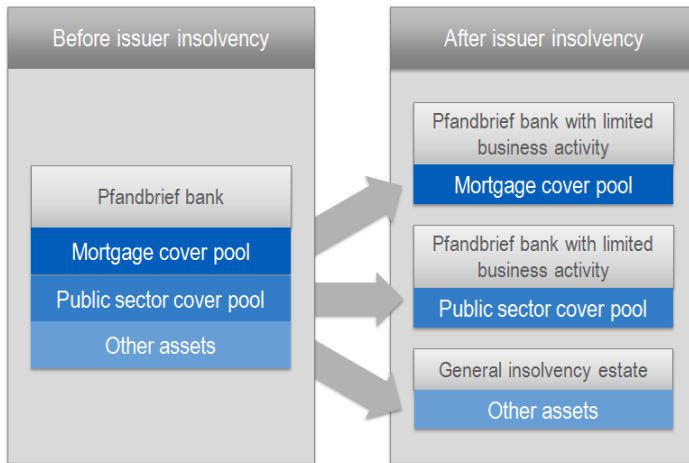 Before issuer insolvency
Pfandbrief bank
Mortgage cover pool
Public sector cover pool
Other assets
After issuer insolvency
Pfandbrief bank with limited
business activity
Mortgage cover pool
Pfandbrief bank with limited
business activity
Public sector cover pool
General insolvency estate
Other assets